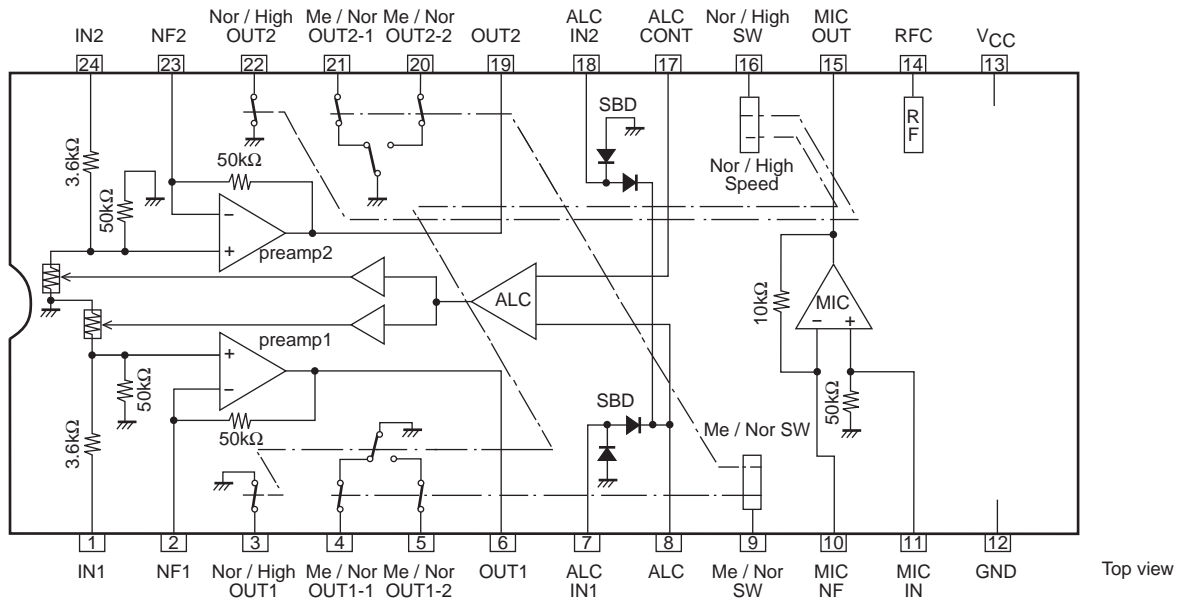 Nor / High Me / Nor Me / Nor ALC ALC Nor / High MIC
IN2 NF2 OUT2 OUT2-1 OUT2-2 OUT2 IN2 CONT SW OUT RFC VCC
24 23 22 21 20 19 18 17 16 15 14 13
SBD
RF
3.6kΩ
50kΩ
50kΩ
Nor / High
Speed
−
+
preamp2
ALC
10kΩ
MIC
− +
preamp1
+
−
50kΩ
50kΩ
3.6kΩ
SBD
50kΩ
Me / Nor SW
1 2 3 4 5 6 7 8 9 10 11 12
IN1 NF1 Nor / High Me / Nor Me / Nor OUT1 ALC ALC Me / Nor MIC MIC GND Top view
OUT1 OUT1-1 OUT1-2 IN1 SW NF IN